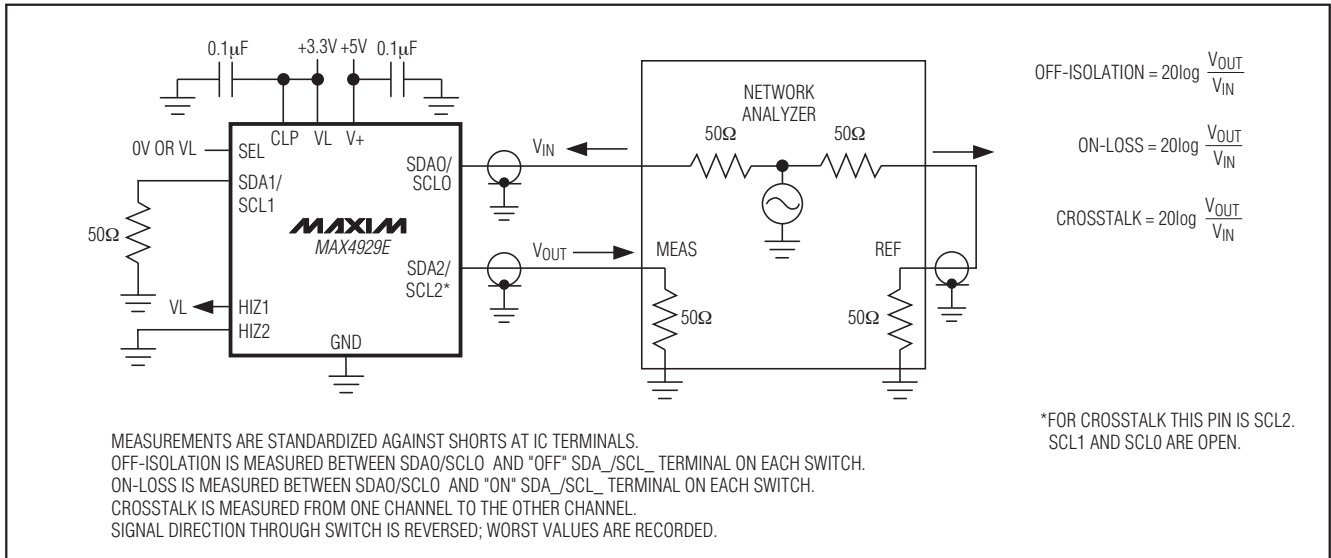 0.1µF
+3.3V +5V
0.1µF
CLP
VL
V+
0V OR VL
SEL
SDA1/
SCL1
50Ω
MAXIM
MAX4929E
SDA0/
SCL0
SDA2/
SCL2*
VL
HIZ1
HIZ2
GND
VIN
VOUT
NETWORK
ANALYZER
50Ω
50Ω
MEAS
REF
50Ω
50Ω
OFF-ISOLATION = 20log VOUT
VIN
ON-LOSS = 20log VOUT
VIN
CROSSTALK = 20log VOUT
VIN
*FOR CROSSTALK THIS PIN IS SCL2.
SCL1 AND SCL0 ARE OPEN.
MEASUREMENTS ARE STANDARDIZED AGAINST SHORTS AT IC TERMINALS.
OFF-ISOLATION IS MEASURED BETWEEN SDA0/SCL0 AND "OFF" SDA_/SCL_ TERMINAL ON EACH SWITCH.
ON-LOSS IS MEASURED BETWEEN SDA0/SCL0 AND "ON" SDA_/SCL_ TERMINAL ON EACH SWITCH.
CROSSTALK IS MEASURED FROM ONE CHANNEL TO THE OTHER CHANNEL.
SIGNAL DIRECTION THROUGH SWITCH IS REVERSED; WORST VALUES ARE RECORDED.